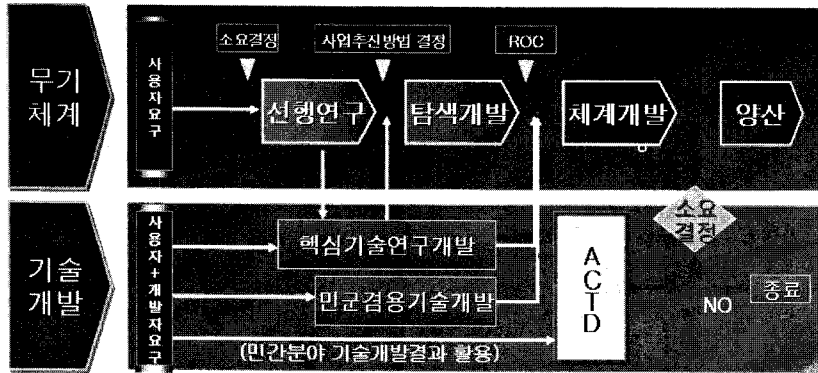 소요결정
사업추진방법 결정
ROC
무기
체계
사용자요구
선행연구
탐색개발
체계개발
양산
기술
개발
사용자+개발자요구
핵심기술연구개발
민군겸용기술개발
(민간분야 기술개발결과 활용)
ACTD
소요
결정
NO
종료